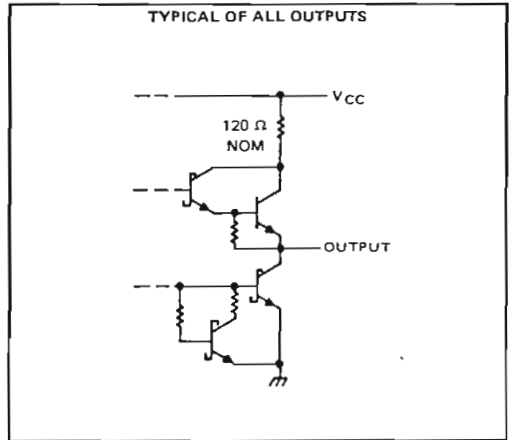 TYPICAL OF ALL OUTPUTS
VCC
120 Ω
NOM
OUTPUT